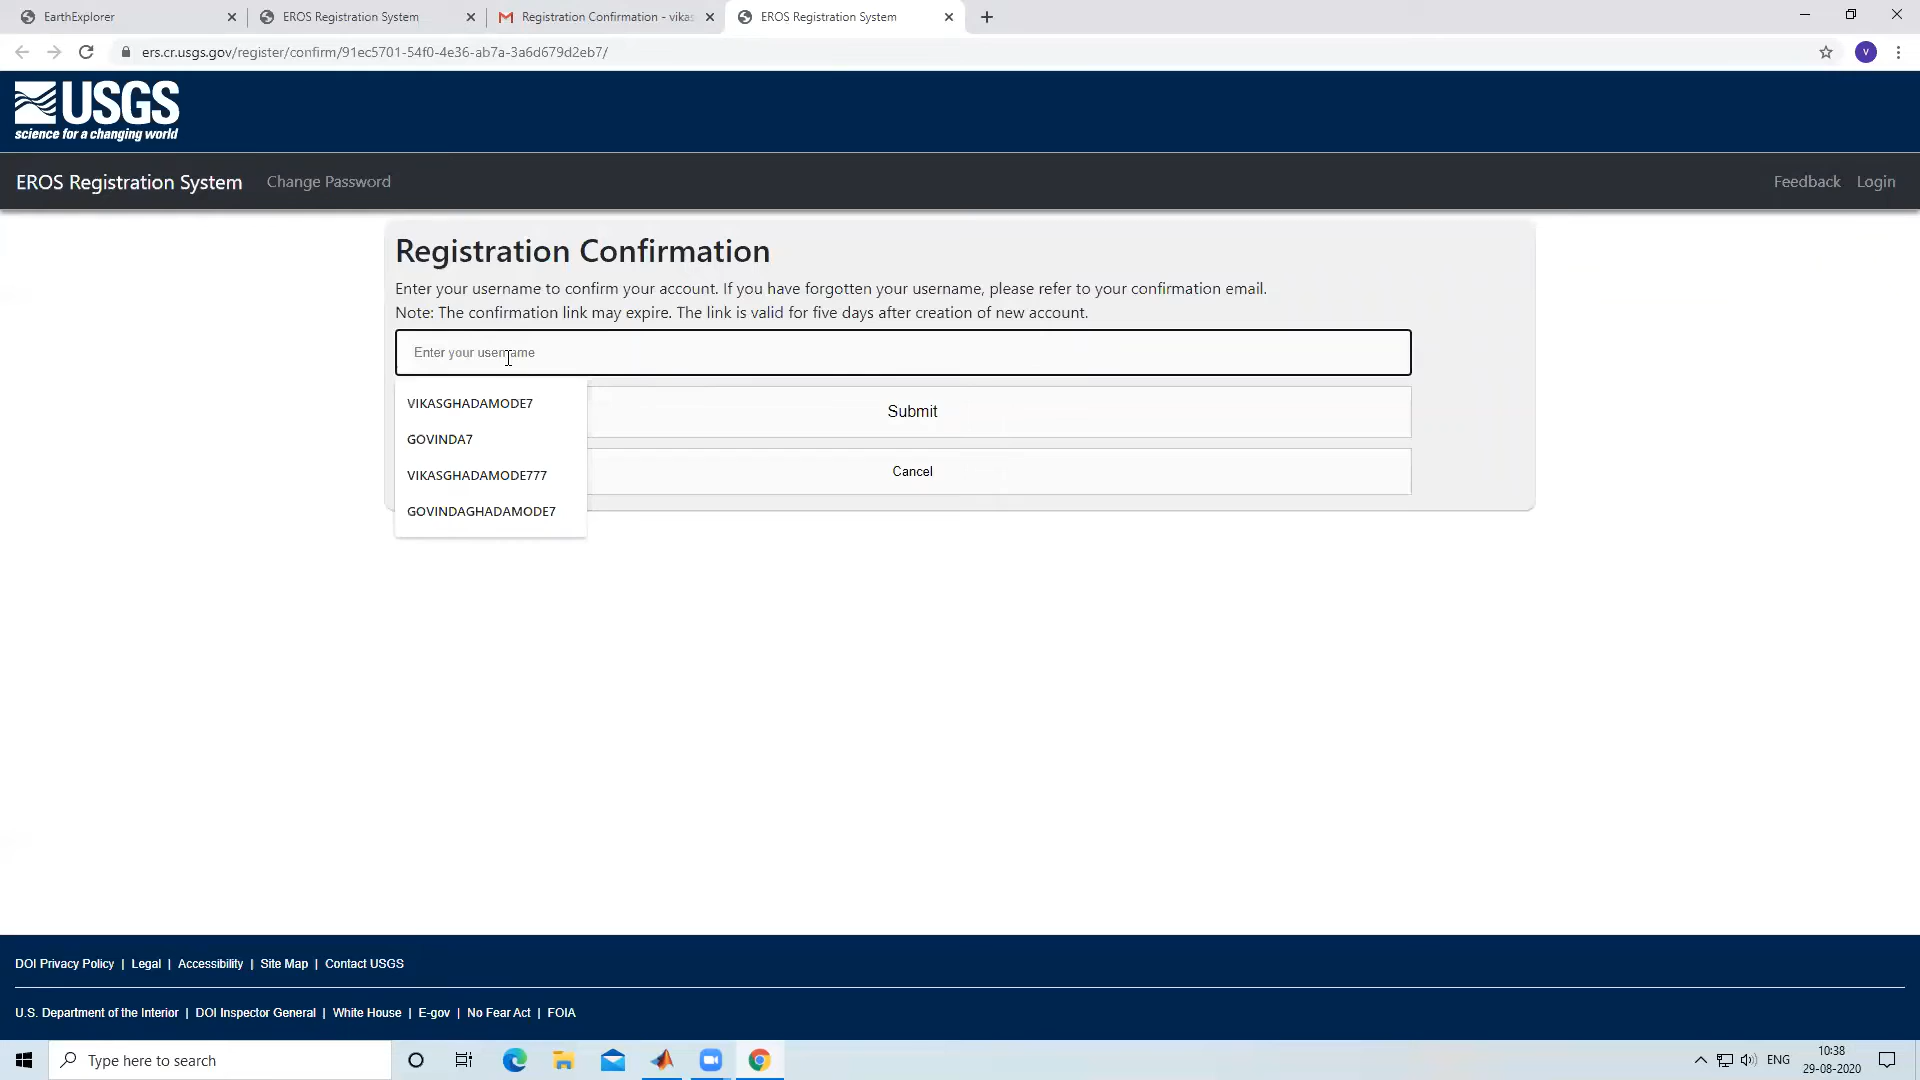 EarthExplorer
EROS Registration System
Registration Confirmation - vikas
EROS Registration System
ers.cr.usgs.gov/register/confirm/91ec5701-54f0-4e36-ab7a-3a6d679d2eb7/
V
USGS
science for a changing world
EROS Registration System Change Password Feedback Login
Registration Confirmation
Enter your username to confirm your account. If you have forgotten your username, please refer to your confirmation email.
Note: The confirmation link may expire. The link is valid for five days after creation of new account.
Enter your username
VIKASGHADAMODE7
Submit
GOVINDA7
VIKASGHADAMODE777
Cancel
GOVINDAGHADAMODE7
DOI Privacy Policy | Legal | Accessibility | Site Map | Contact USGS
U.S. Department of the Interior | DOI Inspector General | White House | E-gov | No Fear Act | FOIA
Type here to search
ENG
10:38
29-08-2020